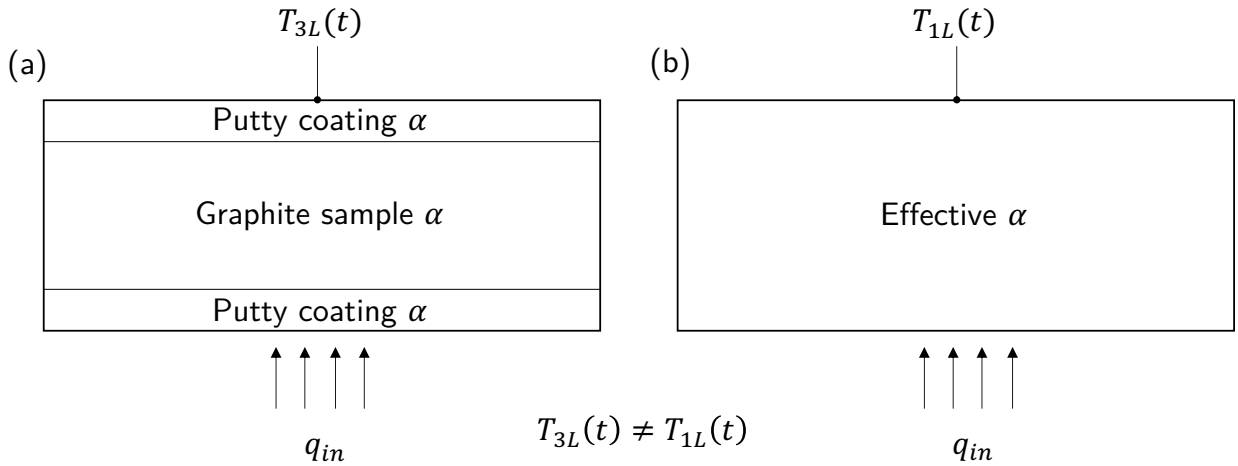 T_{3L}(t)
T_{1L}(t)
(a)
(b)
Putty coating α
Graphite sample α
Effective α
Putty coating α
T_{3L}(t) ≠ T_{1L}(t)
q_{in}
q_{in}